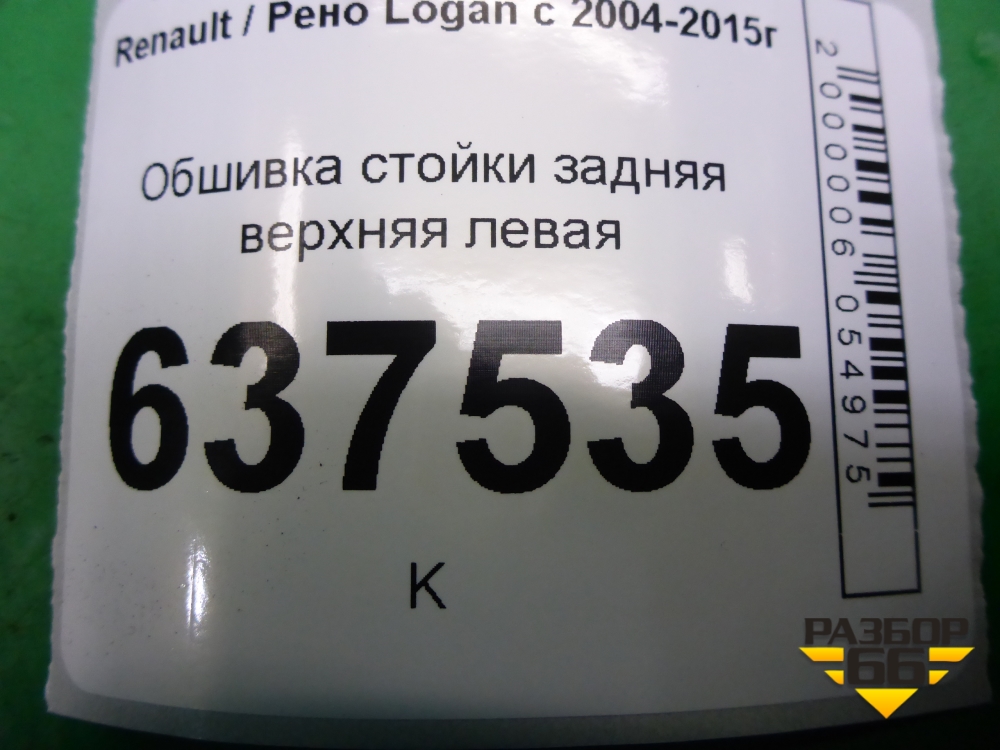 Renault / Рено Logan с 2004-2015г
Обшивка стойки задняя
верхняя левая
637535
К
2000006054975
РАЗБОР
66